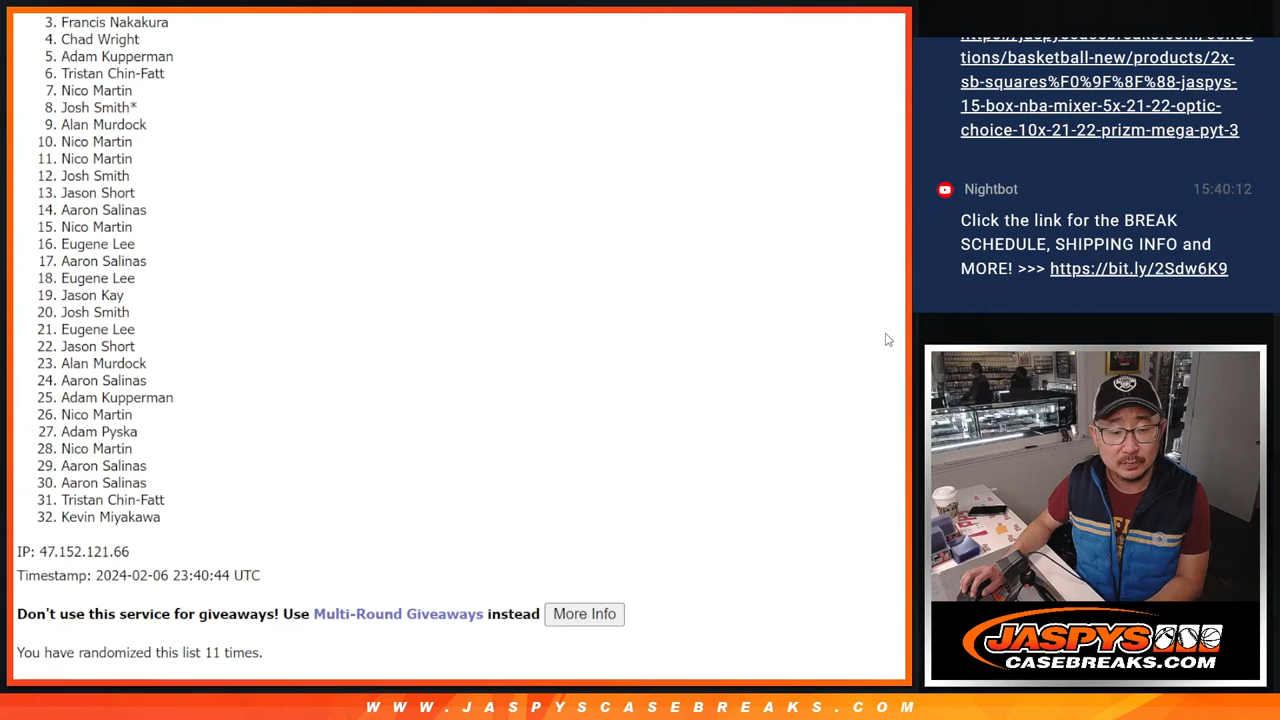 3. Francis Nakakura
4. Chad Wright
5. Adam Kupperman
6. Tristan Chin-Fatt
7. Nico Martin
8. Josh Smith*
9. Alan Murdock
10. Nico Martin
11. Nico Martin
12. Josh Smith
13. Jason Short
14. Aaron Salinas
15. Nico Martin
16. Eugene Lee
17. Aaron Salinas
18. Eugene Lee
19. Jason Kay
20. Josh Smith
21. Eugene Lee
22. Jason Short
23. Alan Murdock
24. Aaron Salinas
25. Adam Kupperman
26. Nico Martin
27. Adam Pyska
28. Nico Martin
29. Aaron Salinas
30. Aaron Salinas
31. Tristan Chin-Fatt
32. Kevin Miyakawa
IP: 47.152.121.66
Timestamp: 2024-02-06 23:40:44 UTC
Don't use this service for giveaways! Use Multi-Round Giveaways instead More Info
You have randomized this list 11 times.
tions/basketball-new/products/2x-
sb-squares%F0%9F%8F%88-jaspys-
15-box-nba-mixer-5x-21-22-optic-
choice-10x-21-22-prizm-mega-pyt-3
Nightbot 15:40:12
Click the link for the BREAK
SCHEDULE, SHIPPING INFO and
MORE! >>> https://bit.ly/2Sdw6K9
JASPYS
CASEBREAKS.COM
WWW.JASPYSCASEBREAKS.COM